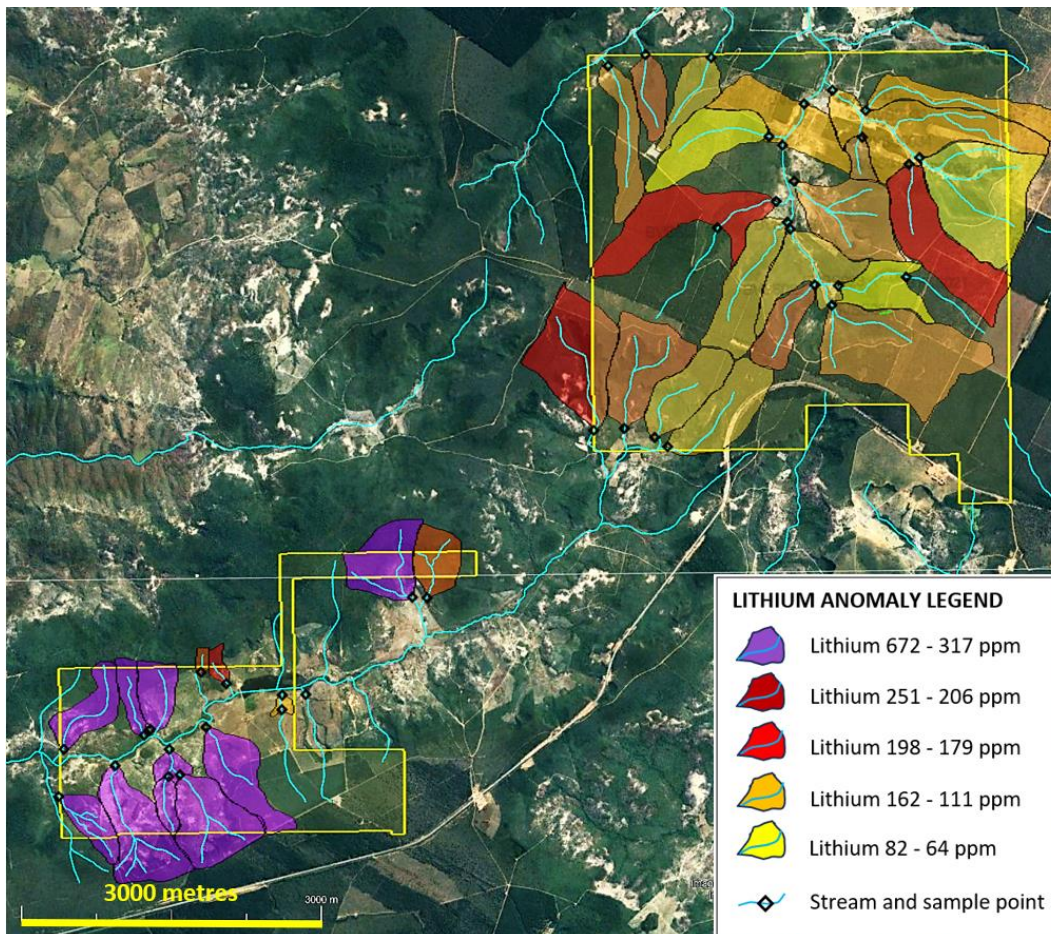 LITHIUM ANOMALY LEGEND
Lithium 672 - 317 ppm
Lithium 251 - 206 ppm
Lithium 198 - 179 ppm
Lithium 162 - 111 ppm
Lithium 82 - 64 ppm
Stream and sample point
3000 metres
3000 m